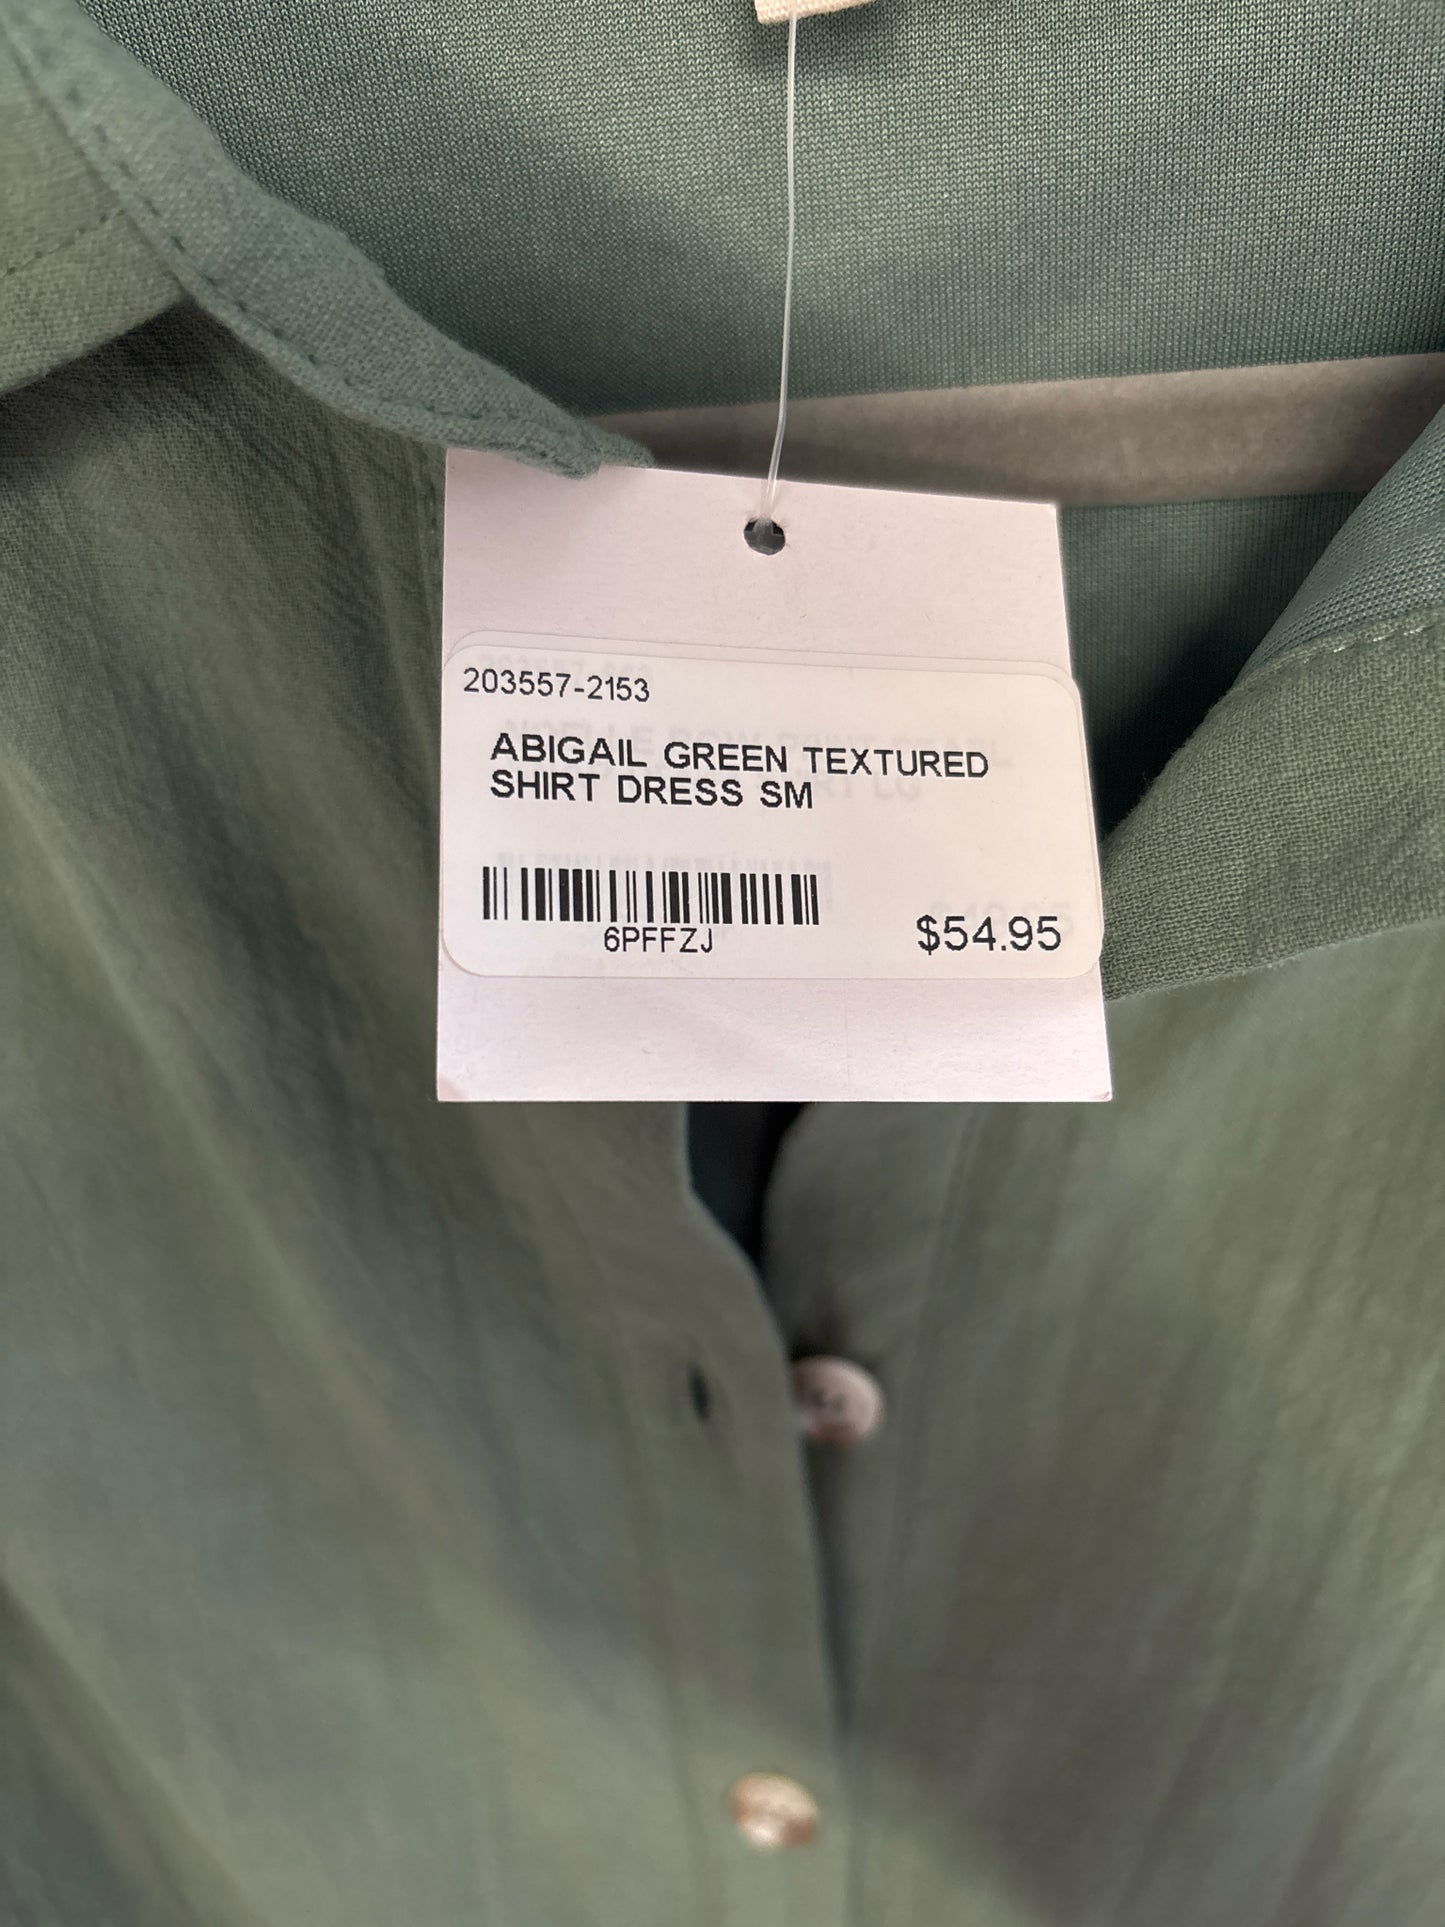 203557-2153
ABIGAIL GREEN TEXTURED
SHIRT DRESS SM
6PFFZJ
$54.95